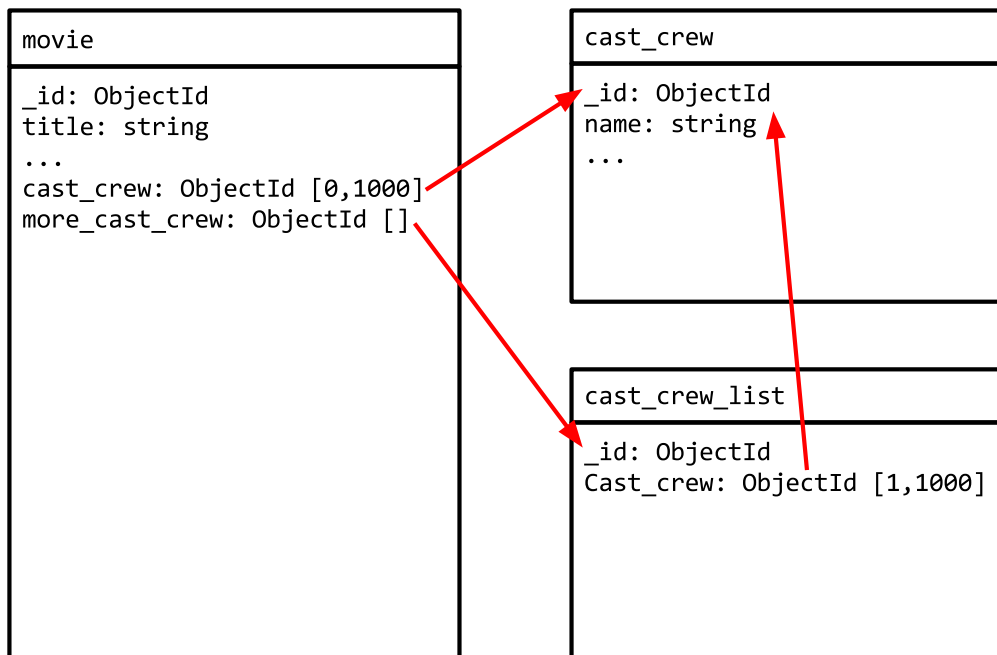 movie
_id: ObjectId
title: string
...
cast_crew: ObjectId [0,1000]
more_cast_crew: ObjectId []
cast_crew
_id: ObjectId
name: string
...
cast_crew_list
_id: ObjectId
Cast_crew: ObjectId [1,1000]